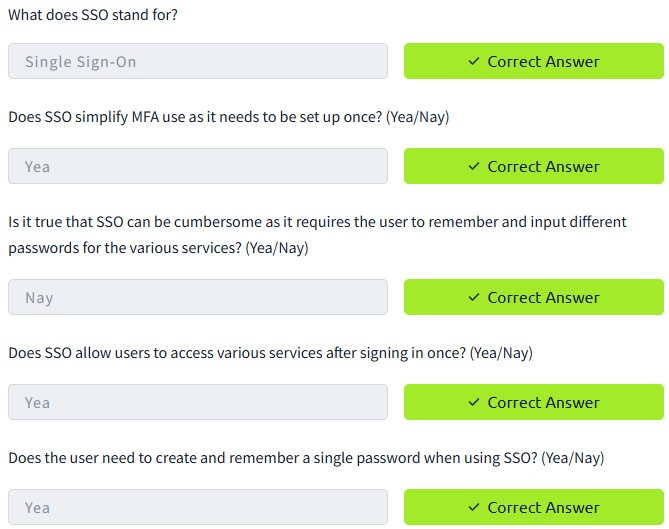 What does SSO stand for?
Single Sign-On
✓ Correct Answer
Does SSO simplify MFA use as it needs to be set up once? (Yea/Nay)
Yea
✓ Correct Answer
Is it true that SSO can be cumbersome as it requires the user to remember and input different
passwords for the various services? (Yea/Nay)
Nay
✓ Correct Answer
Does SSO allow users to access various services after signing in once? (Yea/Nay)
Yea
✓ Correct Answer
Does the user need to create and remember a single password when using SSO? (Yea/Nay)
Yea
✓ Correct Answer